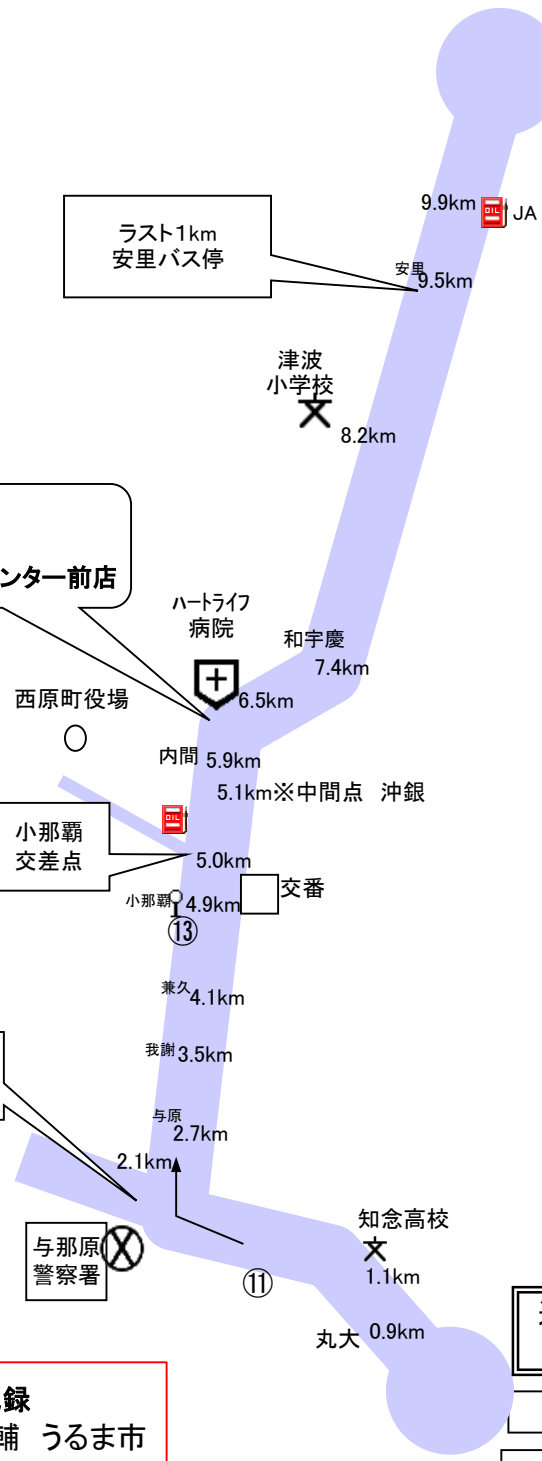 9.9km
JA
ラスト1km
安里バス停
安里
9.5km
津波
小学校
8.2km
ンター前店
ハートライフ
病院
和宇慶
7.4km
6.5km
西原町役場
内間 5.9km
5.1km※中間点 沖銀
OIL
小那覇
交差点
5.0km
小那覇
4.9km
交番
⑬
兼久
4.1km
我謝
3.5km
与原
2.7km
2.1km
与那原
警察署
知念高校
⑪
1.1km
丸大 0.9km
録
輔 うるま市